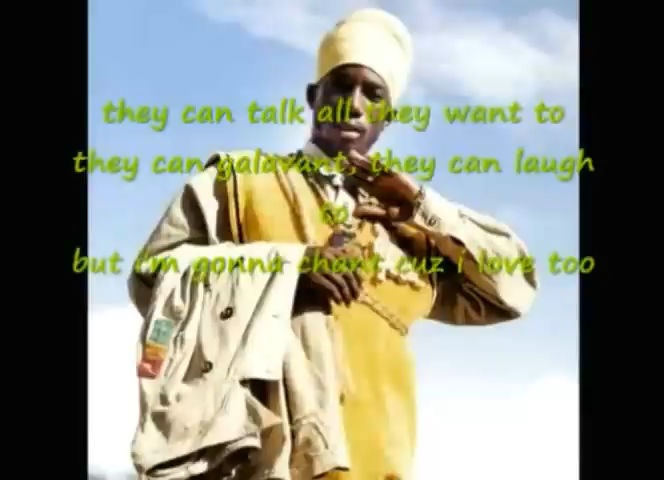 they can talk all they want to
they can galavant, they can laugh
to
but i'm gonna chant cuz i love too